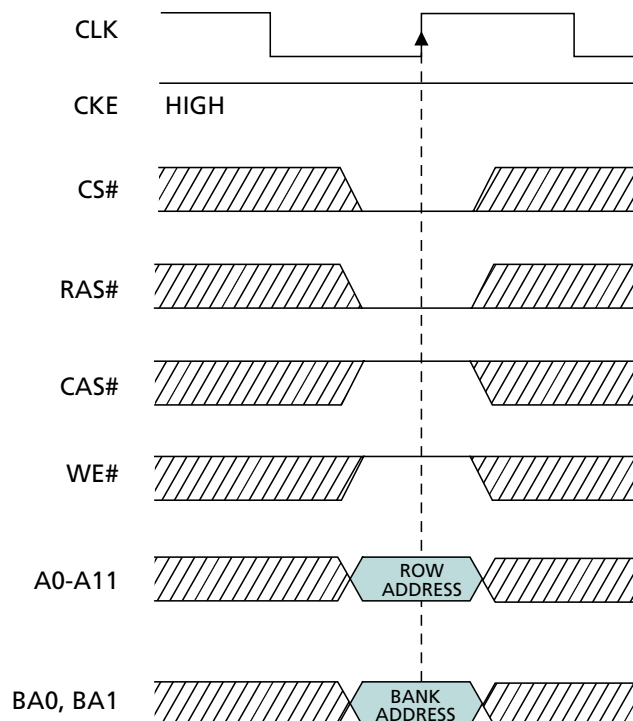 CLK
CKE HIGH
CS#
RAS#
CAS#
WE#
A0-A11 ROW
ADDRESS
BA0, BA1 BANK
ADDRESS